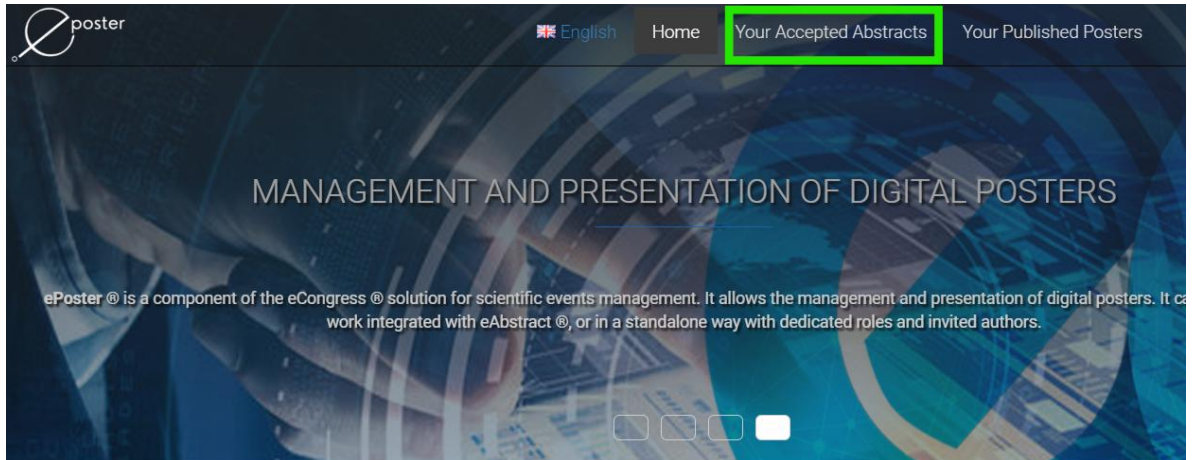 poster
English Home Your Accepted Abstracts Your Published Posters
MANAGEMENT AND PRESENTATION OF DIGITAL POSTERS
ePoster ® is a component of the eCongress ® solution for scientific events management. It allows the management and presentation of digital posters. It ca
work integrated with eAbstract ®, or in a standalone way with dedicated roles and invited authors.